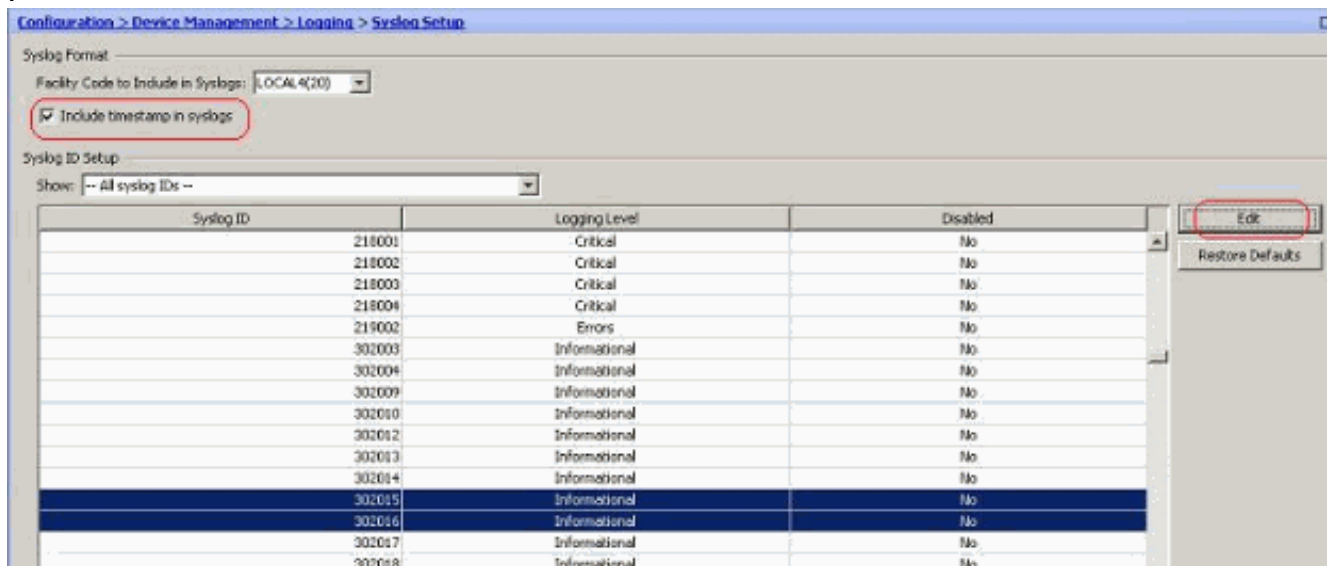 Configuration > Device Management > Logging > Syslog Setup
Syslog Format
Facility Code to Include in Syslogs: LOCAL4(20)
Include timestamp in syslogs
Syslog ID Setup
Show: -- All syslog IDs --
Syslog ID Logging Level Disabled Edit
218001 Critical No
218002 Critical No Restore Defaults
218003 Critical No
218004 Critical No
219002 Errors No
302003 Informational No
302004 Informational No
302009 Informational No
302010 Informational No
302012 Informational No
302013 Informational No
302014 Informational No
302015 Informational No
302016 Informational No
302017 Informational No
302018 Informational No